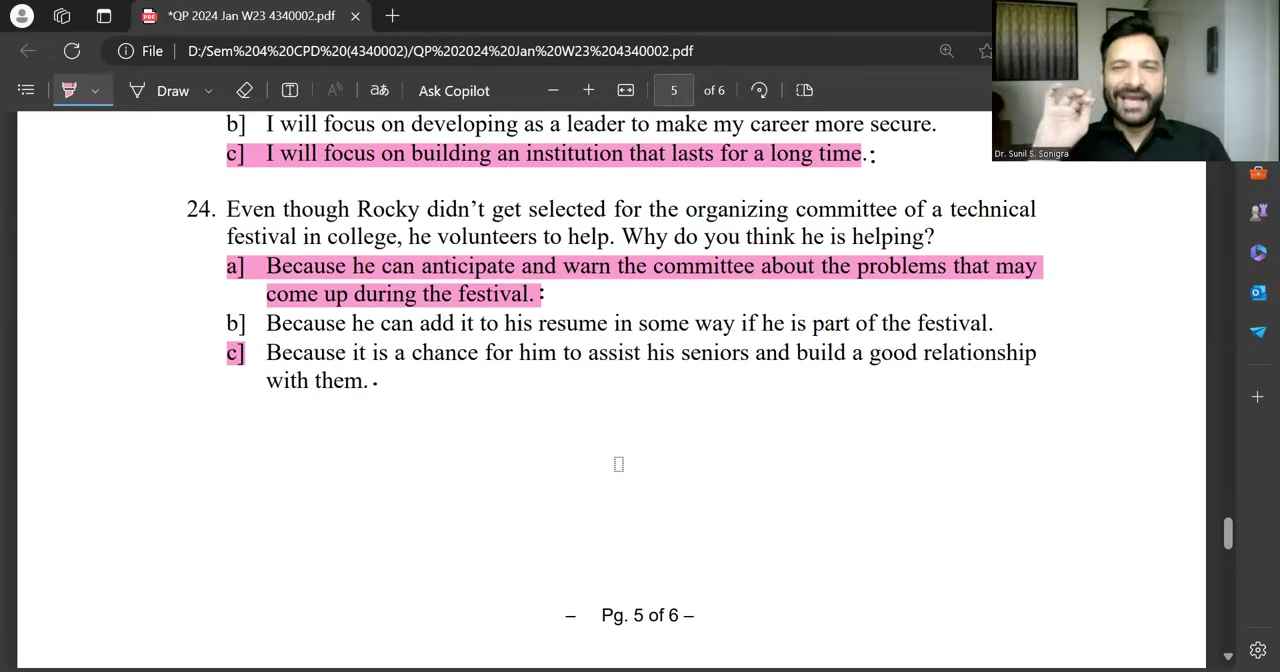 *QP 2024 Jan W23 4340002.pdf
File D:/Sem%204%20CPD%20(4340002)/QP%202024%20Jan%20W23%204340002.pdf
Draw aあ Ask Copilot 5 of 6
b] I will focus on developing as a leader to make my career more secure.
c] I will focus on building an institution that lasts for a long time. :
Dr. Sunil S. Sonigra
24. Even though Rocky didn’t get selected for the organizing committee of a technical
festival in college, he volunteers to help. Why do you think he is helping?
a] Because he can anticipate and warn the committee about the problems that may
come up during the festival. :
b] Because he can add it to his resume in some way if he is part of the festival.
c] Because it is a chance for him to assist his seniors and build a good relationship
with them. .
– Pg. 5 of 6 –